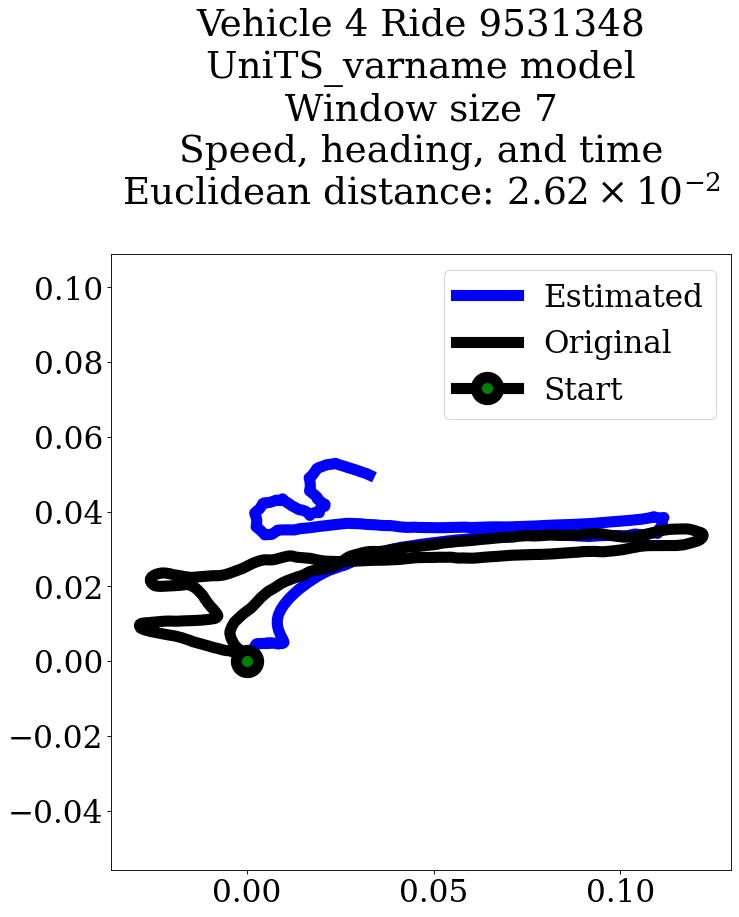 Vehicle 4 Ride 9531348
UniTS_varname model
Window size 7
Speed, heading, and time
Euclidean distance: 2.62 × 10⁻²
Estimated
Original
Start
0.10
0.08
0.06
0.04
0.02
0.00
−0.02
−0.04
0.00 0.05 0.10